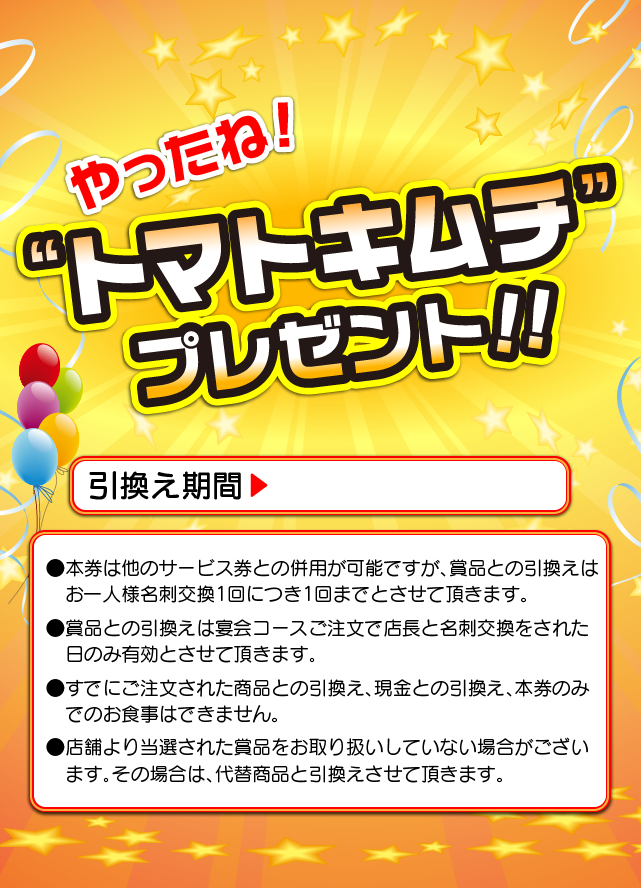 やったね!
“トマトキムチ”
プレゼント!!
引換え期間▶
●本券は他のサービス券との併用が可能ですが、賞品との引換えは
お一人様名刺交換1回につき1回までとさせて頂きます。
●賞品との引換えは宴会コースご注文で店長と名刺交換をされた
日のみ有効とさせて頂きます。
●すでにご注文された商品との引換え、現金との引換え、本券のみ
でのお食事はできません。
●店舗より当選された賞品をお取り扱いしていない場合がござい
ます。その場合は、代替商品と引換えさせて頂きます。